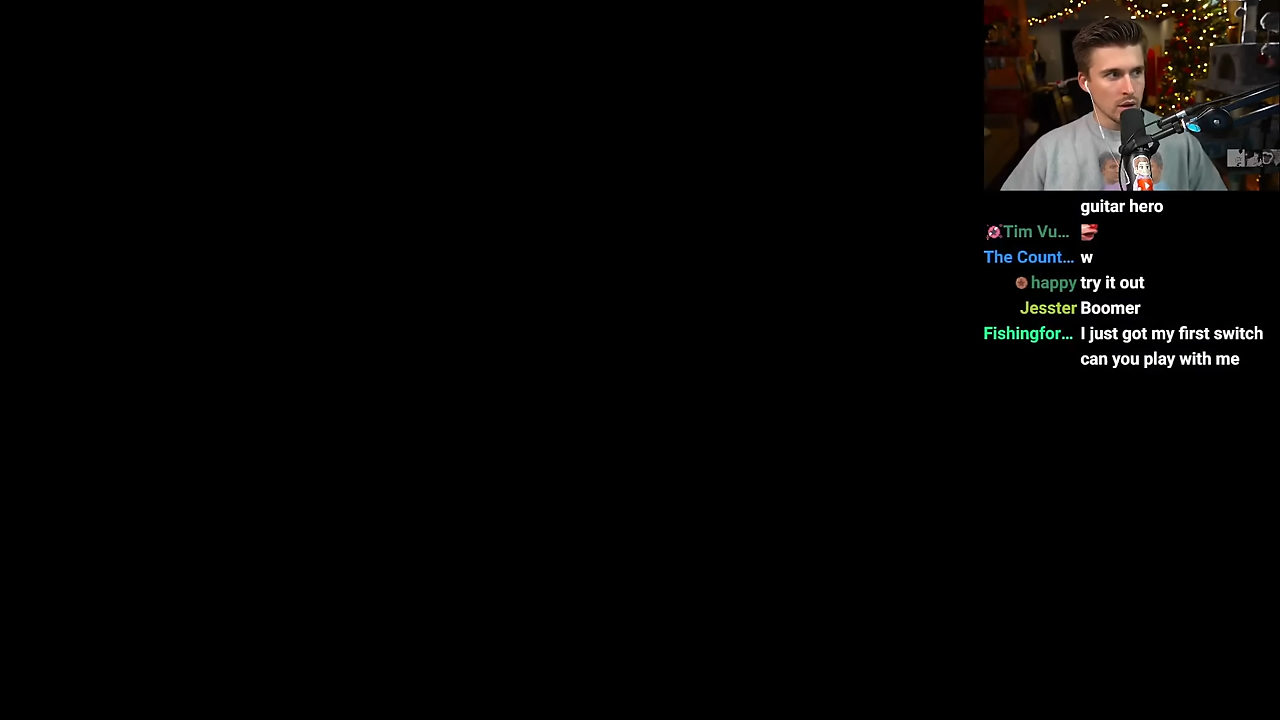 guitar hero
Tim Vu...
The Count... w
happy try it out
Jesster Boomer
Fishingfor... I just got my first switch
can you play with me